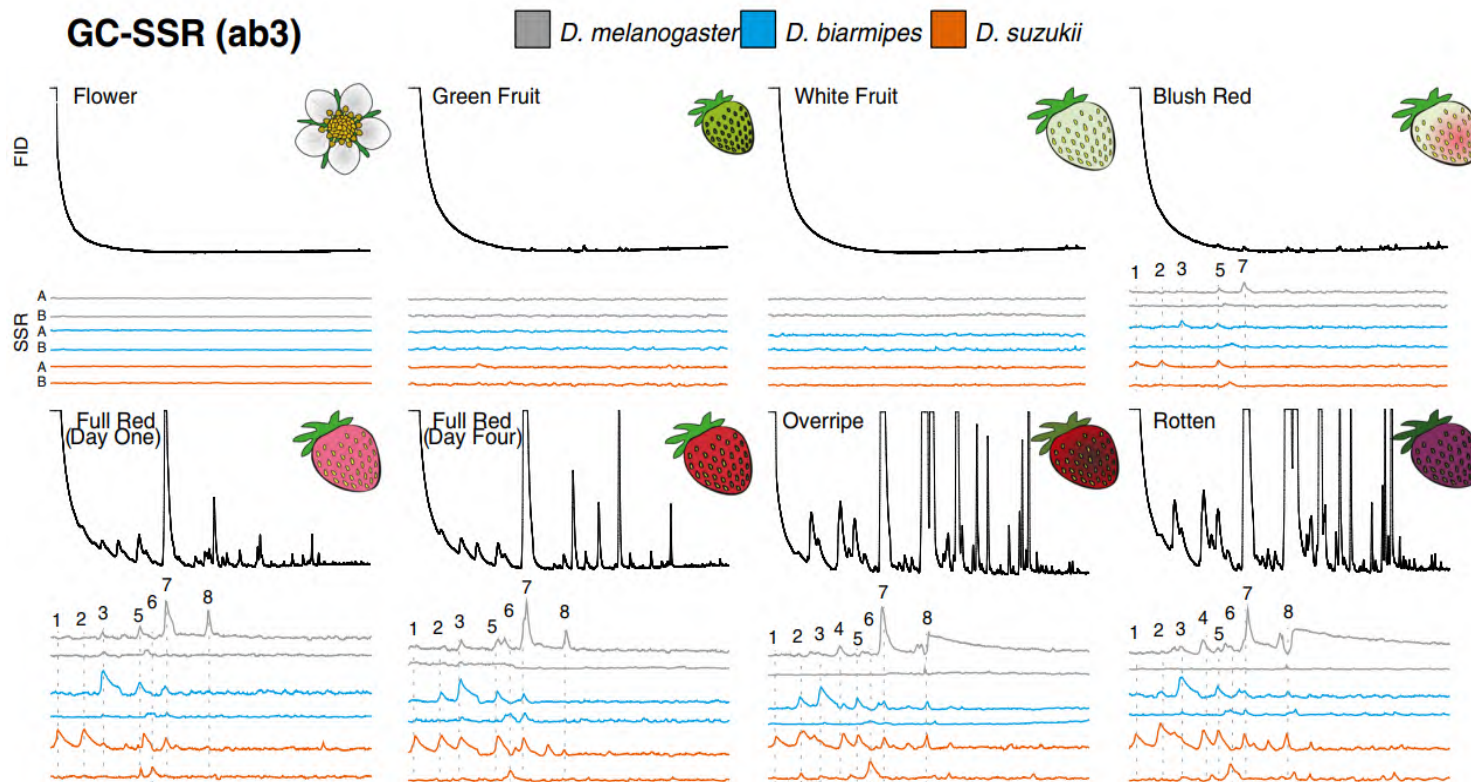 GC-SSR (ab3)
D. melanogaster D. biarmipes D. suzukii
Flower
Green Fruit
White Fruit
Blush Red
FID
SSR
A
B
A
B
A
B
1 2 3 5 7
Full Red
(Day One)
Full Red
(Day Four)
Overripe
Rotten
1 2 3 5 6 7 8
1 2 3 5 6 7 8
1 2 3 4 5 6 7 8
1 2 3 4 5 6 7 8